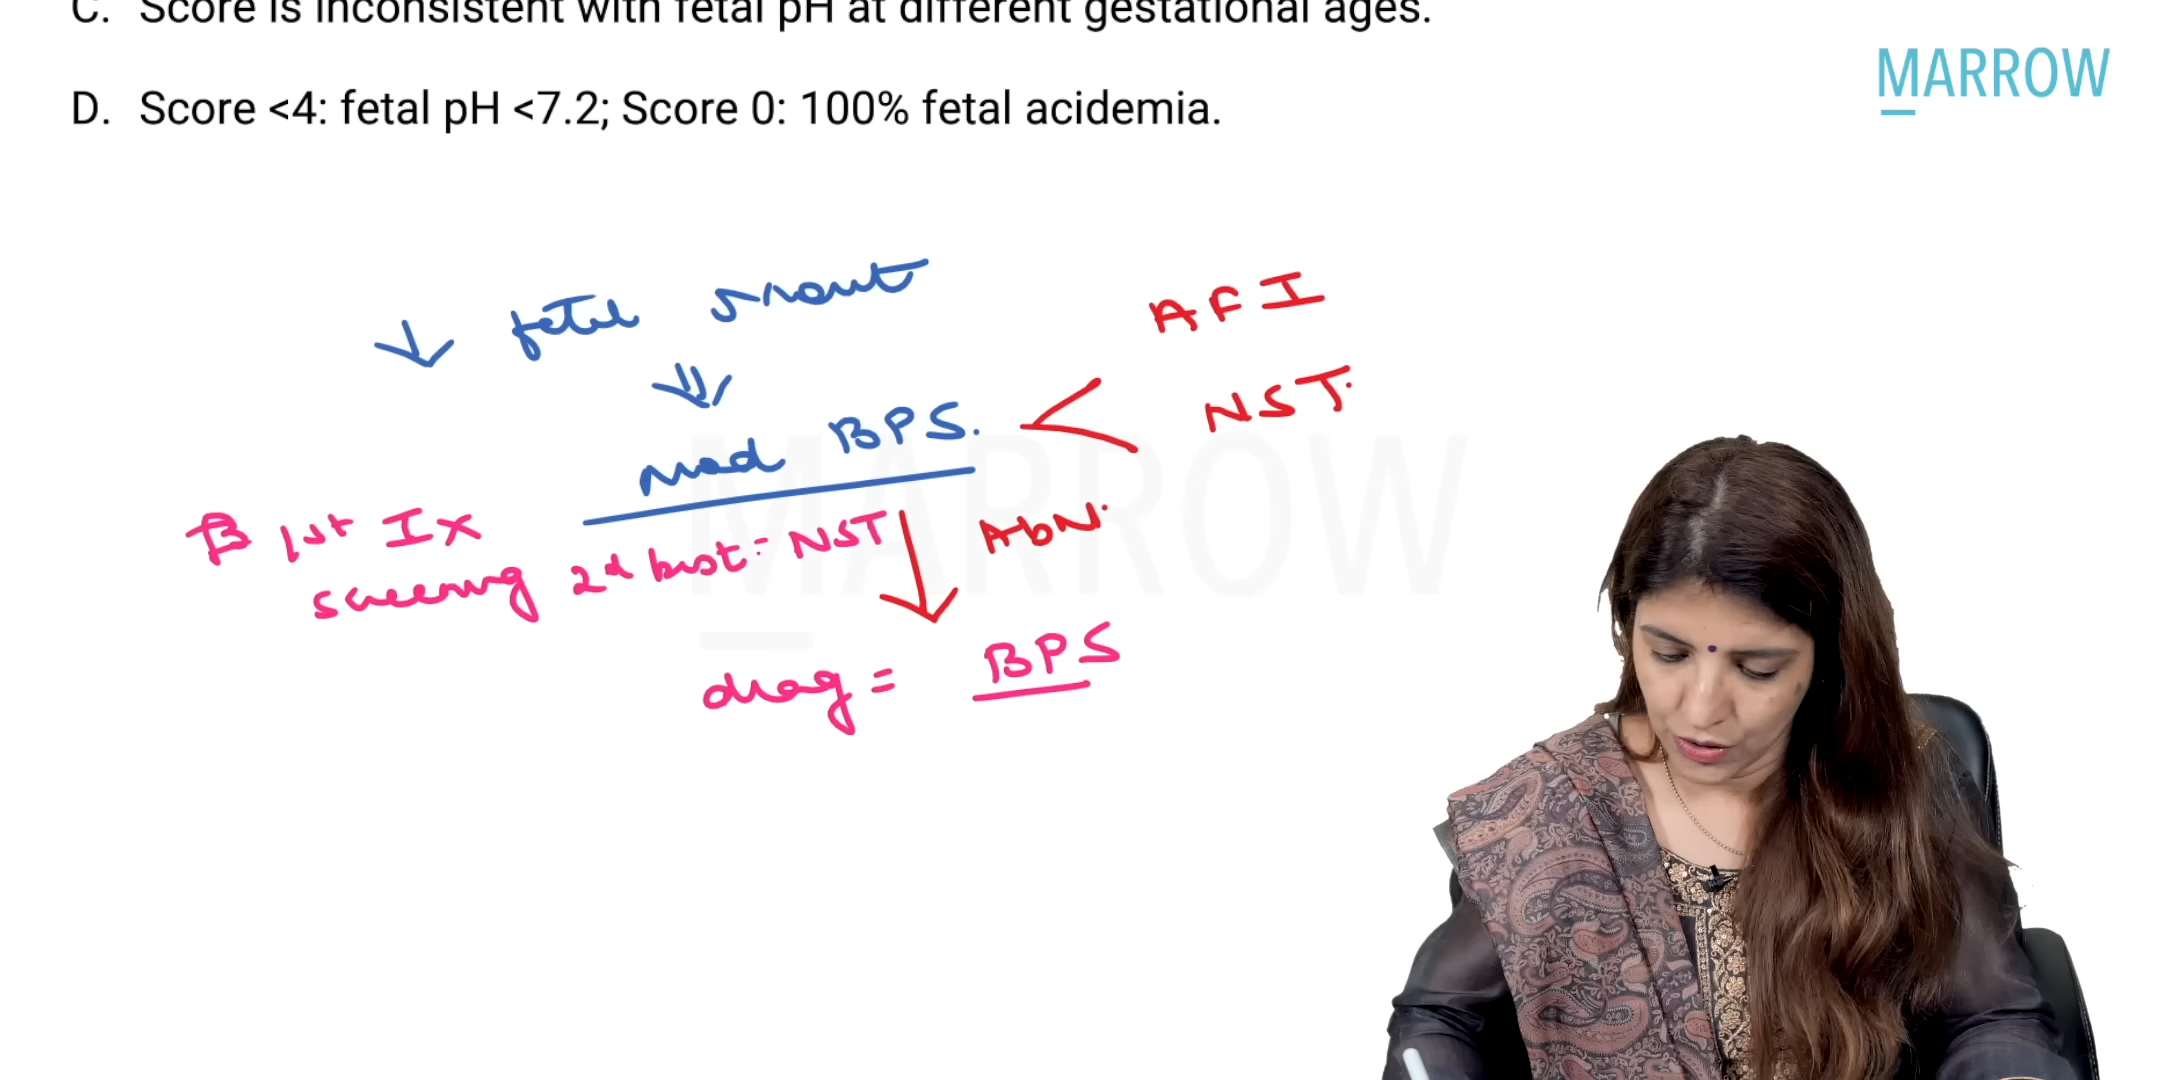 C. Score is inconsistent with fetal pH at different gestational ages.
MARROW
D. Score <4: fetal pH <7.2; Score 0: 100% fetal acidemia.
↓ fetal
AFI
NST.
mod BPS.
1st Ix
screening 2nd best = NST
AbN.
diag = BPS
MARROW